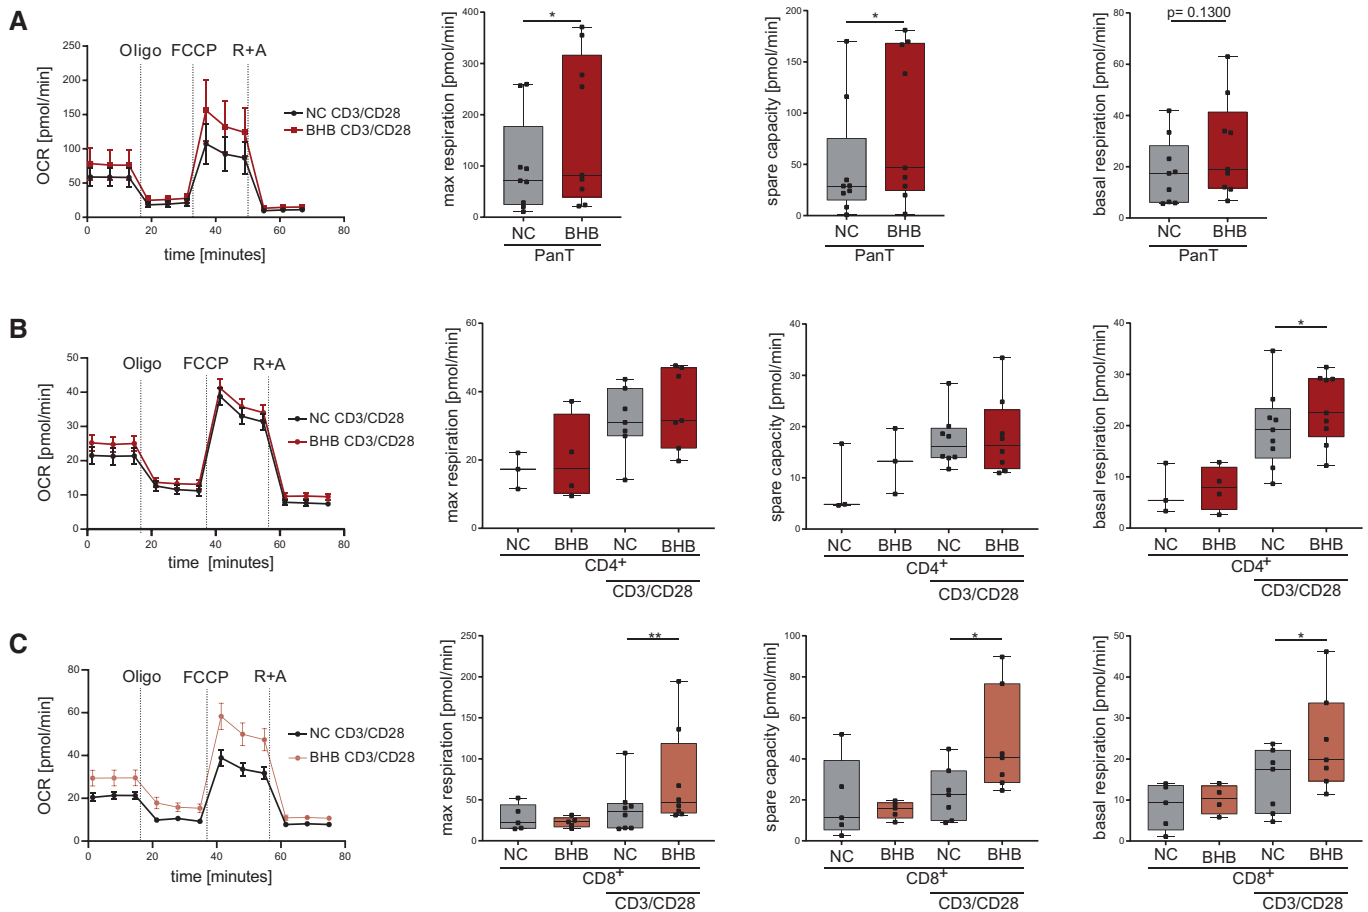 A
OCR [pmol/min]
250
200
150
100
50
0
Oligo FCCP R+A
NC CD3/CD28
BHB CD3/CD28
0 20 40 60 80
time [minutes]
max respiration [pmol/min]
400
300
200
100
0
*
NC BHB
PanT
spare capacity [pmol/min]
200
150
100
50
0
*
NC BHB
PanT
basal respiration [pmol/min]
80
60
40
20
0
p= 0.1300
NC BHB
PanT
B
OCR [pmol/min]
50
40
30
20
10
0
Oligo FCCP R+A
NC CD3/CD28
BHB CD3/CD28
0 20 40 60 80
time [minutes]
max respiration [pmol/min]
60
40
20
0
NC BHB NC BHB
CD4+
CD3/CD28
spare capacity [pmol/min]
40
30
20
10
0
NC BHB NC BHB
CD4+
CD3/CD28
basal respiration [pmol/min]
40
30
20
10
0
*
NC BHB NC BHB
CD4+
CD3/CD28
C
OCR [pmol/min]
80
60
40
20
0
Oligo FCCP R+A
NC CD3/CD28
BHB CD3/CD28
0 20 40 60 80
time [minutes]
max respiration [pmol/min]
250
200
150
100
50
0
**
NC BHB NC BHB
CD8+
CD3/CD28
spare capacity [pmol/min]
100
80
60
40
20
0
*
NC BHB NC BHB
CD8+
CD3/CD28
basal respiration [pmol/min]
50
40
30
20
10
0
*
NC BHB NC BHB
CD8+
CD3/CD28